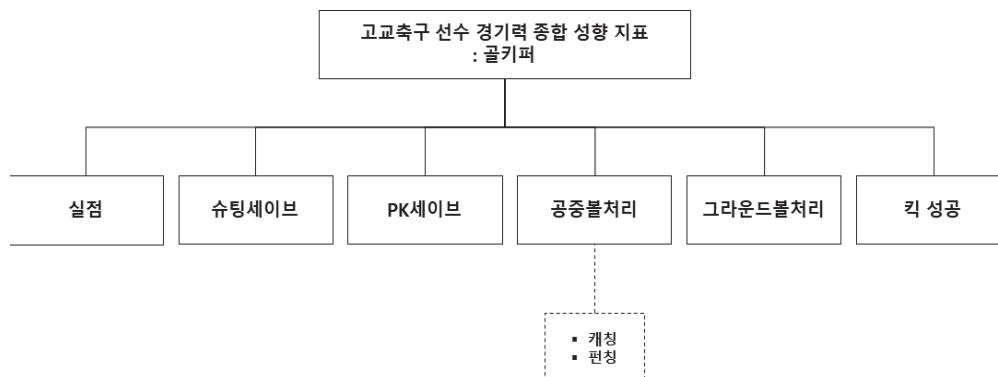 고교축구 선수 경기력 종합 성향 지표
: 골키퍼
실점
슈팅세이브
PK세이브
공중볼처리
그라운드볼처리
킥 성공
▪ 캐칭
▪ 펀칭